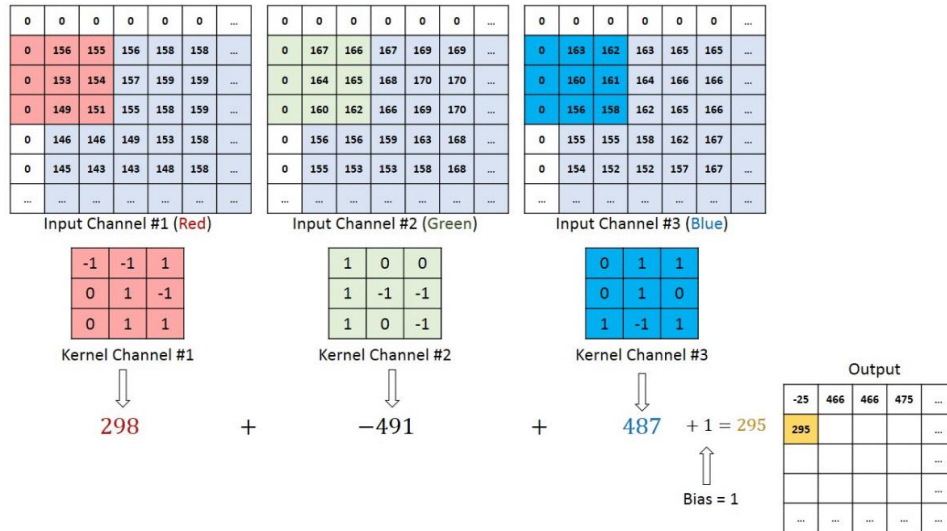 0 0 0 0 0 0 ...
0 156 155 156 158 158 ...
0 153 154 157 159 159 ...
0 149 151 155 158 159 ...
0 146 146 149 153 158 ...
0 145 143 143 148 158 ...
... ... ... ... ... ... ...
Input Channel #1 (Red)
0 0 0 0 0 0 ...
0 167 166 167 169 169 ...
0 164 165 168 170 170 ...
0 160 162 166 169 170 ...
0 156 156 159 163 168 ...
0 155 153 153 158 168 ...
... ... ... ... ... ... ...
Input Channel #2 (Green)
0 0 0 0 0 0 ...
0 163 162 163 165 165 ...
0 160 161 164 166 166 ...
0 156 158 162 165 166 ...
0 155 155 158 162 167 ...
0 154 152 152 157 167 ...
... ... ... ... ... ... ...
Input Channel #3 (Blue)
-1 -1 1
0 1 -1
0 1 1
Kernel Channel #1
1 0 0
1 -1 -1
1 0 -1
Kernel Channel #2
0 1 1
0 1 0
1 -1 1
Kernel Channel #3
298 + −491 + 487 + 1 = 295
Bias = 1
Output
-25 466 466 475 ...
295 ...
...
...
... ... ... ... ...